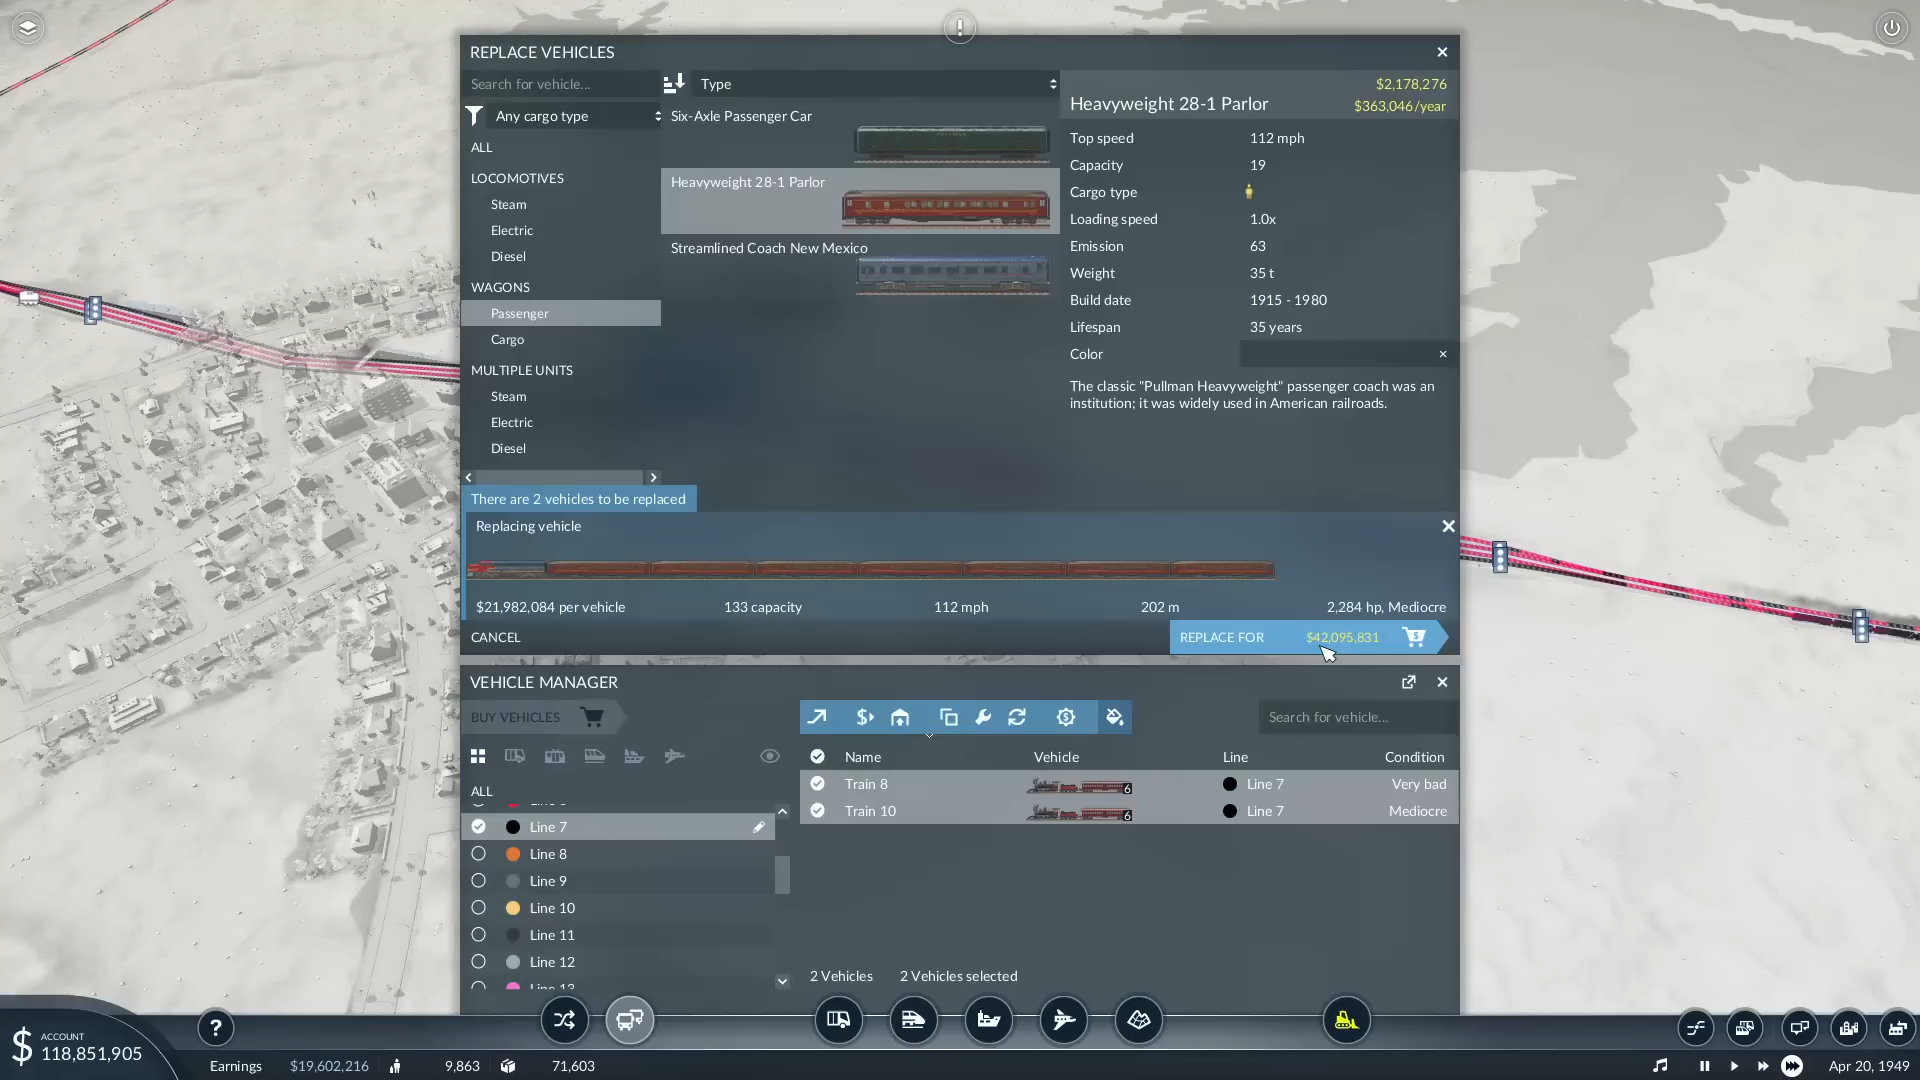 REPLACE VEHICLES
Search for vehicle...
Type
Any cargo type
ALL
LOCOMOTIVES
Steam
Electric
Diesel
WAGONS
Passenger
Cargo
MULTIPLE UNITS
Steam
Electric
Diesel
Six-Axle Passenger Car
Heavyweight 28-1 Parlor
Streamlined Coach New Mexico
$2,178,276
Heavyweight 28-1 Parlor
$363,046/year
Top speed 112 mph
Capacity 19
Cargo type
Loading speed 1.0x
Emission 63
Weight 35 t
Build date 1915 - 1980
Lifespan 35 years
Color
The classic "Pullman Heavyweight" passenger coach was an
institution; it was widely used in American railroads.
There are 2 vehicles to be replaced
Replacing vehicle
$21,982,084 per vehicle 133 capacity 112 mph 202 m 2,284 hp, Mediocre
CANCEL
REPLACE FOR $42,095,831
VEHICLE MANAGER
BUY VEHICLES
Search for vehicle...
Name Vehicle Line Condition
Train 8 6 Line 7 Very bad
Train 10 6 Line 7 Mediocre
ALL
Line 7
Line 8
Line 9
Line 10
Line 11
Line 12
Line 13
2 Vehicles 2 Vehicles selected
ACCOUNT
$ 118,851,905
?
Earnings $19,602,216 9,863 71,603
Apr 20, 1949